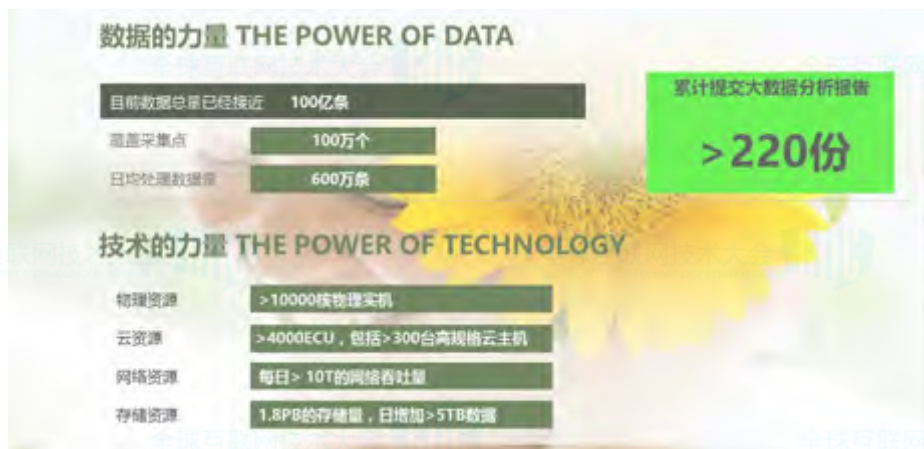 数据的力量 THE POWER OF DATA
目前数据总量已经接近 100亿条
覆盖采集点 100万个
日均处理数据量 600万条
累计提交大数据分析报告
>220份
技术的力量 THE POWER OF TECHNOLOGY
物理资源 >10000核物理实机
云资源 >4000ECU，包括>300台高规格云主机
网络资源 每日> 10T的网络吞吐量
存储资源 1.8PB的存储量，日增加>5TB数据